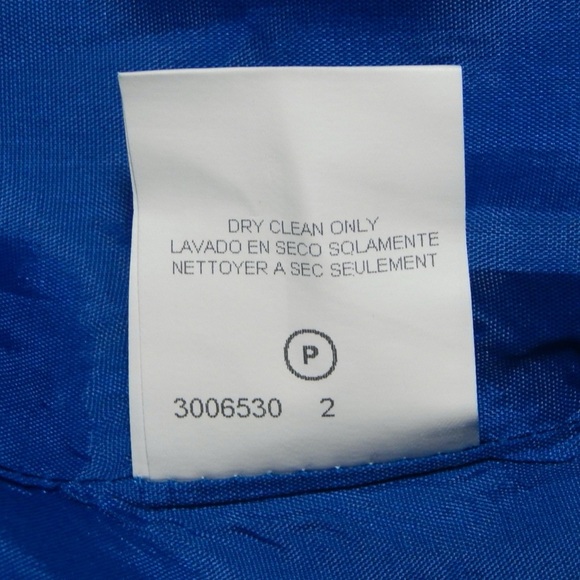 DRY CLEAN ONLY
LAVADO EN SECO SOLAMENTE
NETTOYER A SEC SEULEMENT
P
3006530 2